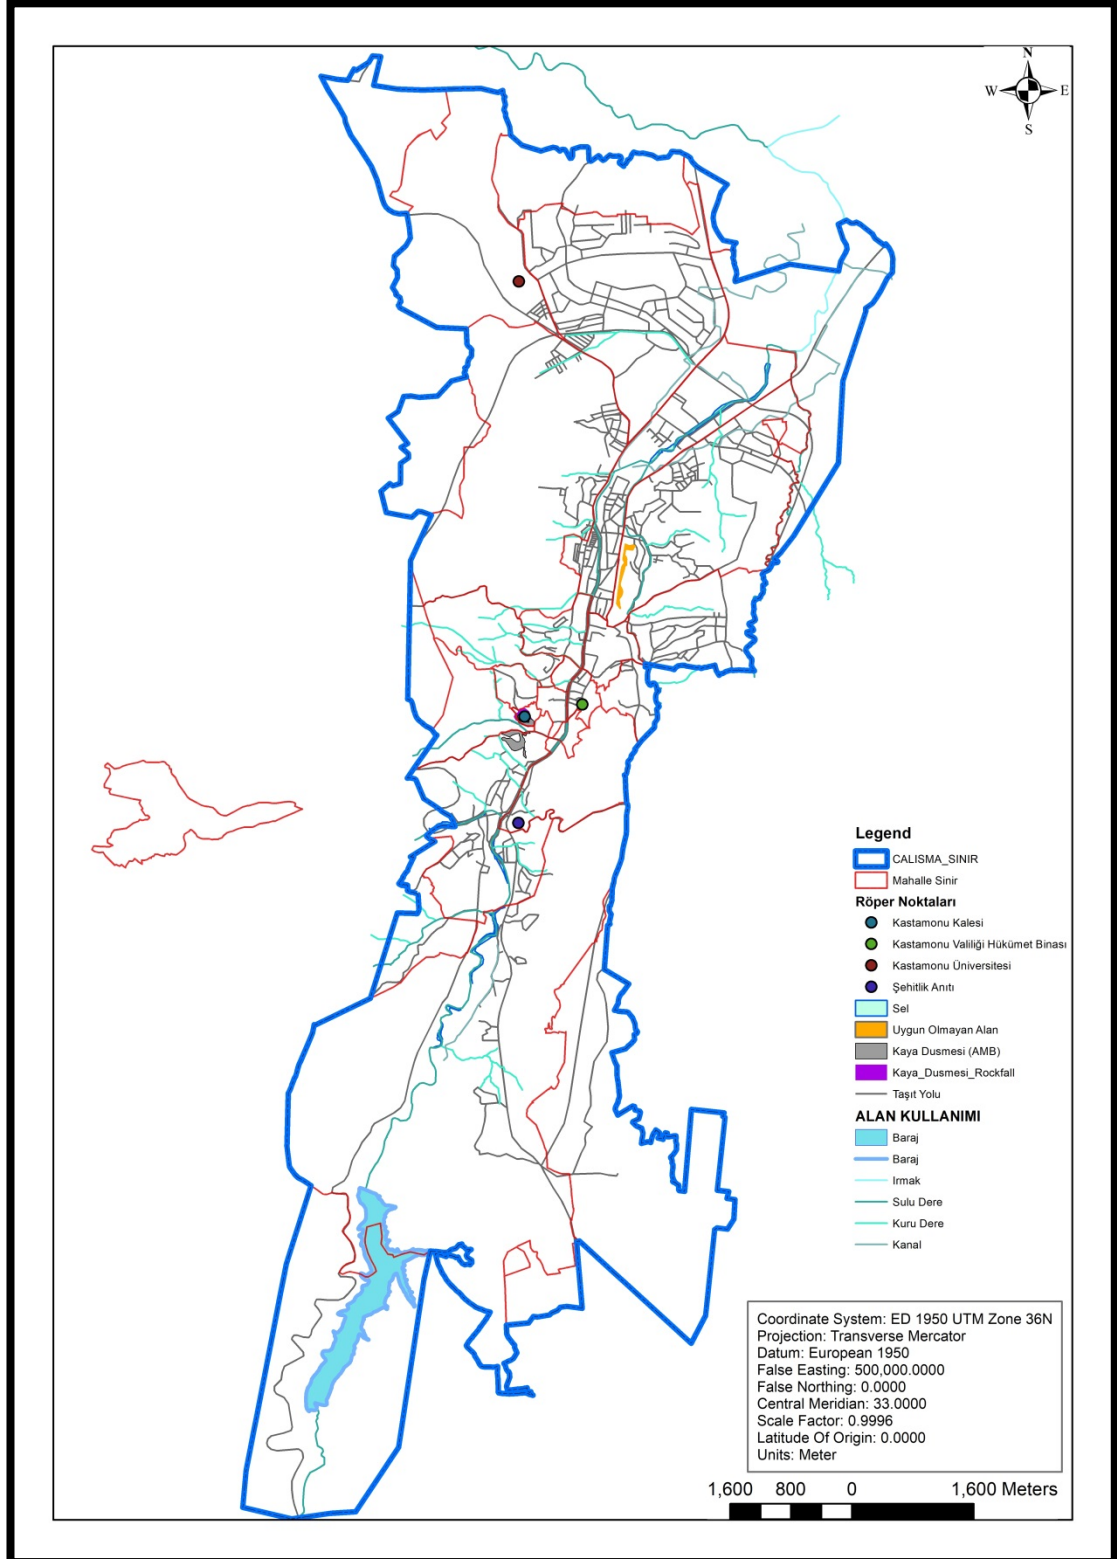 N
W E
S
Legend
CALISMA_SINIR
Mahalle Sinir
Röper Noktaları
Kastamonu Kalesi
Kastamonu Valiliği Hükümet Binası
Kastamonu Üniversitesi
Şehitlik Anıtı
Sel
Uygun Olmayan Alan
Kaya Dusmesi (AMB)
Kaya_Dusmesi_Rockfall
Taşıt Yolu
ALAN KULLANIMI
Baraj
Baraj
Irmak
Sulu Dere
Kuru Dere
Kanal
Coordinate System: ED 1950 UTM Zone 36N
Projection: Transverse Mercator
Datum: European 1950
False Easting: 500,000.0000
False Northing: 0.0000
Central Meridian: 33.0000
Scale Factor: 0.9996
Latitude Of Origin: 0.0000
Units: Meter
1,600 800 0 1,600 Meters